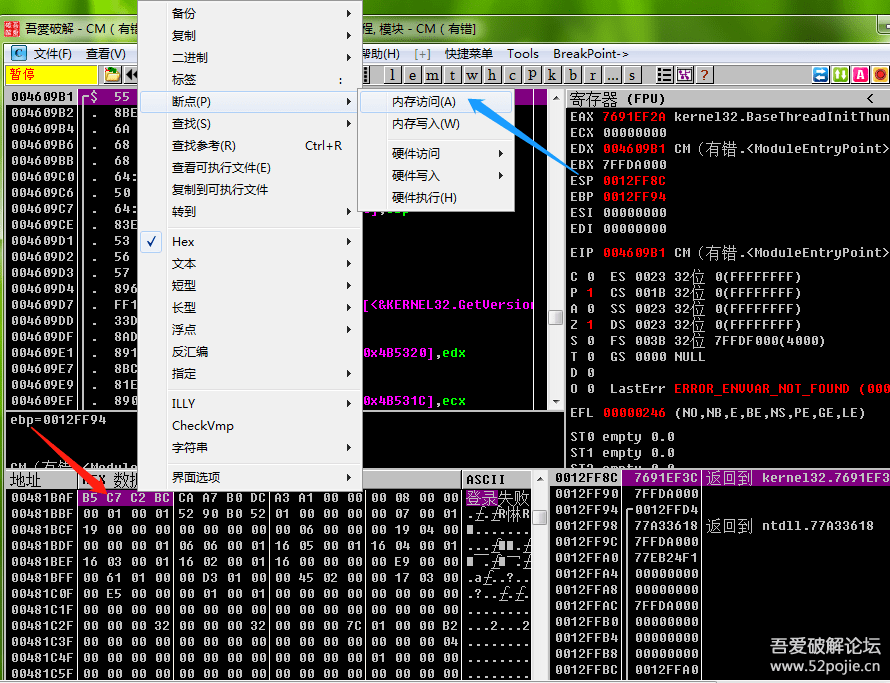 吾爱破解 - CM（有错
程, 模块 - CM（有错]
文件(F) 查看(V)
帮助(H) [+] 快捷菜单 Tools BreakPoint->
暂停
l e m t w h c p k b r ... s
?
004609B1 $ 55
004609B2 . 8BE
004609B4 . 6A
004609B6 . 68
004609BB . 68
004609C0 . 64:
004609C6 . 50
004609C7 . 64:
004609CE . 83E
004609D1 . 53
004609D2 . 56
004609D3 . 57
004609D4 . 896
004609D7 . FF1
[<&KERNEL32.GetVersion
004609DD . 33D
004609DF . 8AD
004609E1 . 891
0x4B5320],edx
004609E7 . 8BC
004609E9 . 81E
004609EF . 890
0x4B531C],ecx
ebp=0012FF94
备份
复制
二进制
标签 :
断点(P)
查找(S)
查找参考(R) Ctrl+R
查看可执行文件(E)
复制到可执行文件
转到
Hex
文本
短型
长型
浮点
反汇编
指定
ILLY
CheckVmp
字符串
界面选项
内存访问(A)
内存写入(W)
硬件访问
硬件写入
硬件执行(H)
寄存器 (FPU) <
EAX 7691EF2A kernel32.BaseThreadInitThun
ECX 00000000
EDX 004609B1 CM（有错.<ModuleEntryPoint>
EBX 7FFDA000
ESP 0012FF8C
EBP 0012FF94
ESI 00000000
EDI 00000000
EIP 004609B1 CM（有错.<ModuleEntryPoint>
C 0 ES 0023 32位 0(FFFFFFFF)
P 1 CS 001B 32位 0(FFFFFFFF)
A 0 SS 0023 32位 0(FFFFFFFF)
Z 1 DS 0023 32位 0(FFFFFFFF)
S 0 FS 003B 32位 7FFDF000(4000)
T 0 GS 0000 NULL
D 0
O 0 LastErr ERROR_ENVVAR_NOT_FOUND (000
EFL 00000246 (NO,NB,E,BE,NS,PE,GE,LE)
ST0 empty 0.0
ST1 empty 0.0
地址 HEX 数据 ASCII
00481BAF B5 C7 C2 BC CA A7 B0 DC A3 A1 00 00 08 00 00 登录失败
00481BBF 00 01 00 01 52 90 B0 52 01 00 00 00 07 00 01
00481BCF 19 00 00 00 00 00 00 00 00 06 00 00 19 04 00
00481BDF 00 00 00 01 06 06 00 01 16 05 00 01 16 04 00 01
00481BEF 16 03 00 01 16 02 00 01 16 00 00 00 00 E9 00 00
00481BFF 00 61 01 00 00 D3 01 00 00 45 02 00 00 17 03 00
00481C0F 00 E5 00 00 00 01 00 01 00 00 00 00 00 00 00 00
00481C1F 00 00 00 00 00 00 00 00 00 00 00 00 00 00 00 00
00481C2F 00 00 00 32 00 00 00 32 00 00 00 7C 01 00 00 B2
00481C3F 00 00 00 00 00 00 00 00 00 00 00 00 00 00 00 04
00481C4F 00 00 00 00 00 00 00 00 00 00 00 00 01 00 00 00
00481C5F 00 00 00 00 00 00 00 00 00 00 00 00 00 00 00 00
0012FF8C 7691EF3C 返回到 kernel32.7691EF3
0012FF90 7FFDA000
0012FF94 0012FFD4
0012FF98 77A33618 返回到 ntdll.77A33618
0012FF9C 7FFDA000
0012FFA0 77EB24F1
0012FFA4 00000000
0012FFA8 00000000
0012FFAC 7FFDA000
0012FFB0 00000000
0012FFB4 00000000
0012FFB8 00000000
0012FFBC 0012FFA0
吾爱破解论坛
www.52pojie.cn